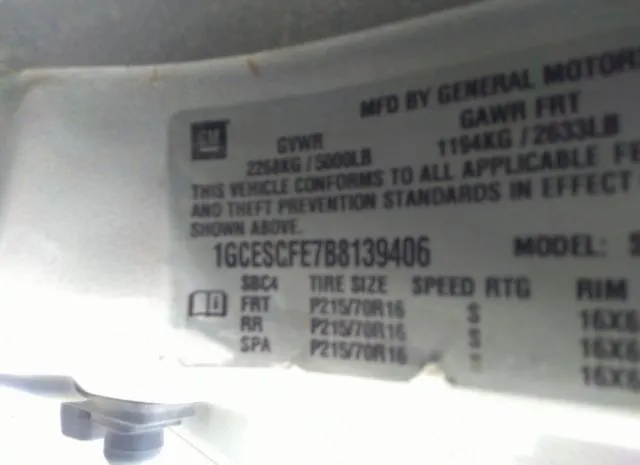 MFD BY GENERAL MOTORS
GM
GVWR
GAWR FRT
2268KG / 5000LB
1194KG / 2633LB
THIS VEHICLE CONFORMS TO ALL APPLICABLE FE
AND THEFT PREVENTION STANDARDS IN EFFECT
SHOWN ABOVE.
1GCESCFE7B8139406
MODEL:
SBC4 TIRE SIZE SPEED RTG RIM
FRT P215/70R16 S 16X6
RR P215/70R16 S 16X6
SPA P215/70R16 16X6